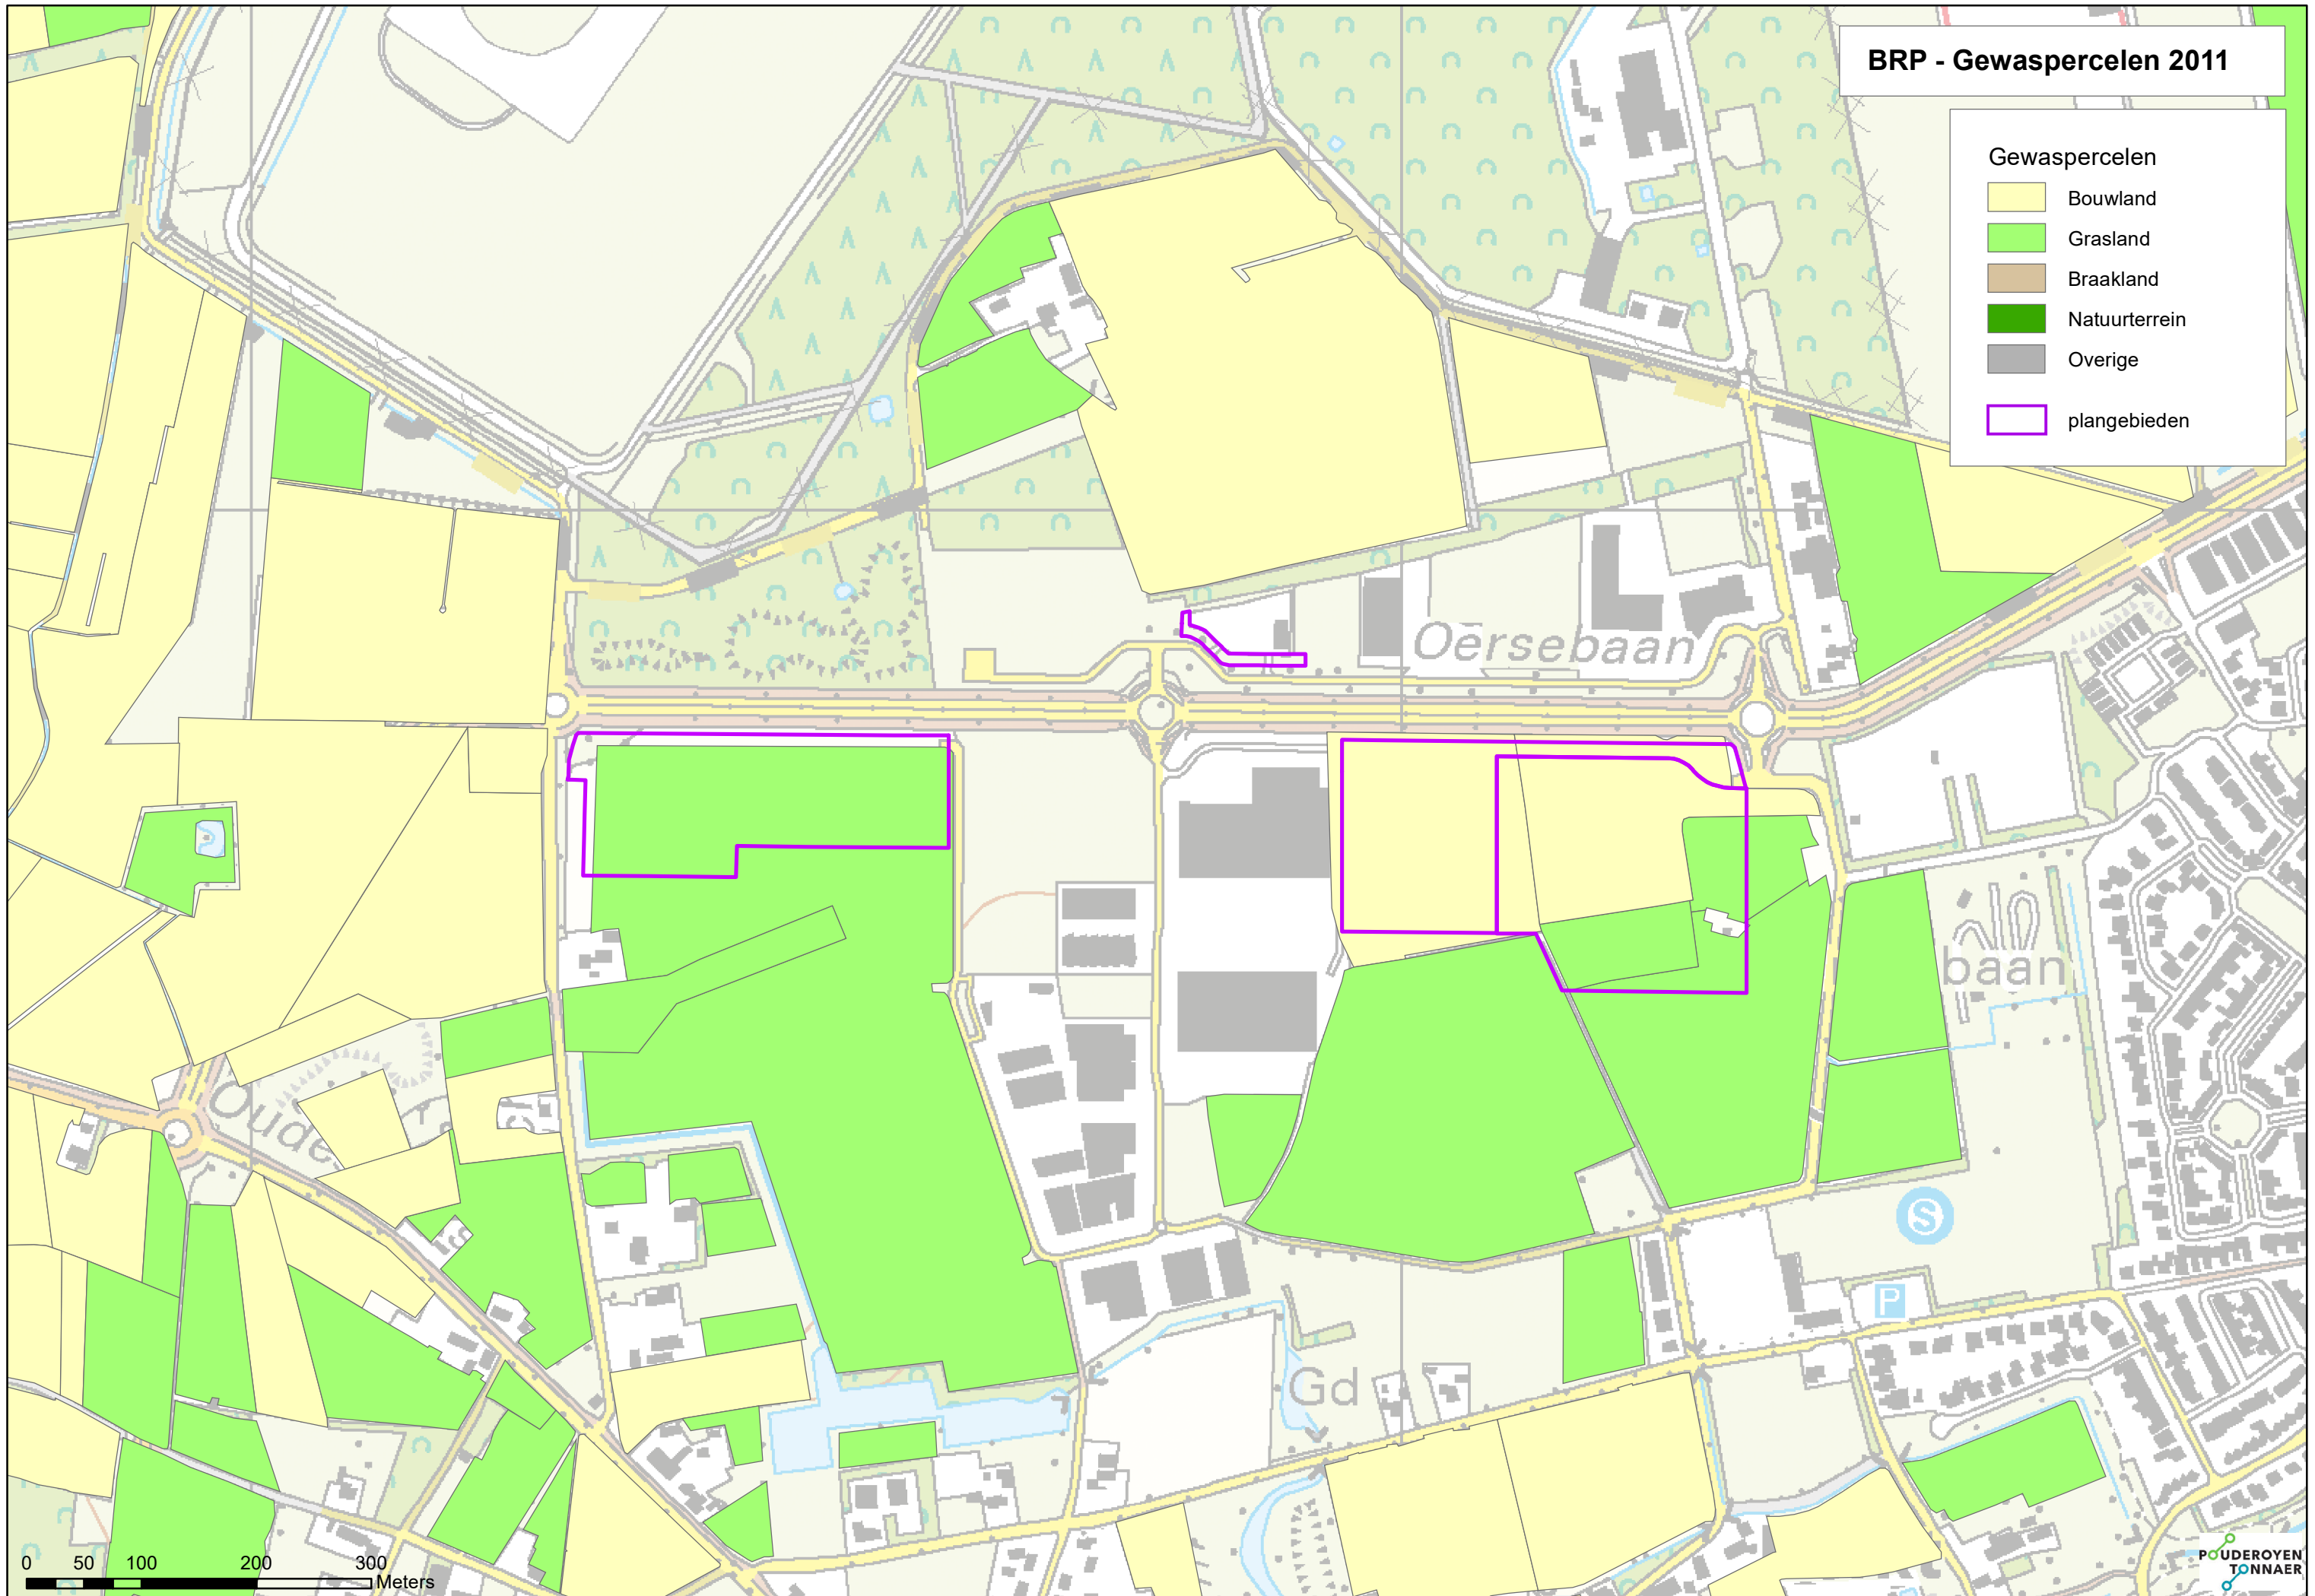 BRP - Gewaspercelen 2011
Gewaspercelen
Bouwland
Grasland
Braakland
Natuurterrein
Overige
plangebieden
Oersebaan
baan
Oude
S
P
Gd
0 50 100 200 300
Meters
POUDEROYEN
TONNAER